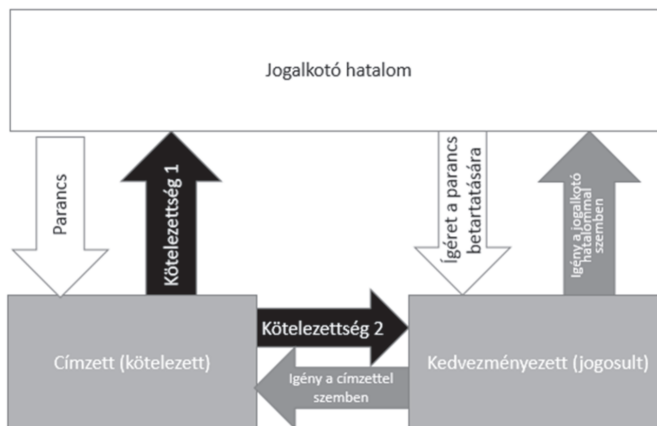 Jogalkotó hatalom
Parancs
Kötelezettség 1
Ígéret a parancs
betartására
Igény a jogalkotó
hatalommal
szemben
Címzett (kötelezett)
Kötelezettség 2
Igény a címzettel
szemben
Kedvezményezett (jogosult)